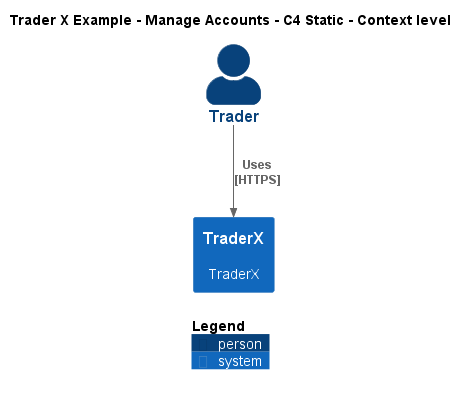 Trader X Example - Manage Accounts - C4 Static - Context level
Trader
Uses
[HTTPS]
TraderX
TraderX
Legend
person
system